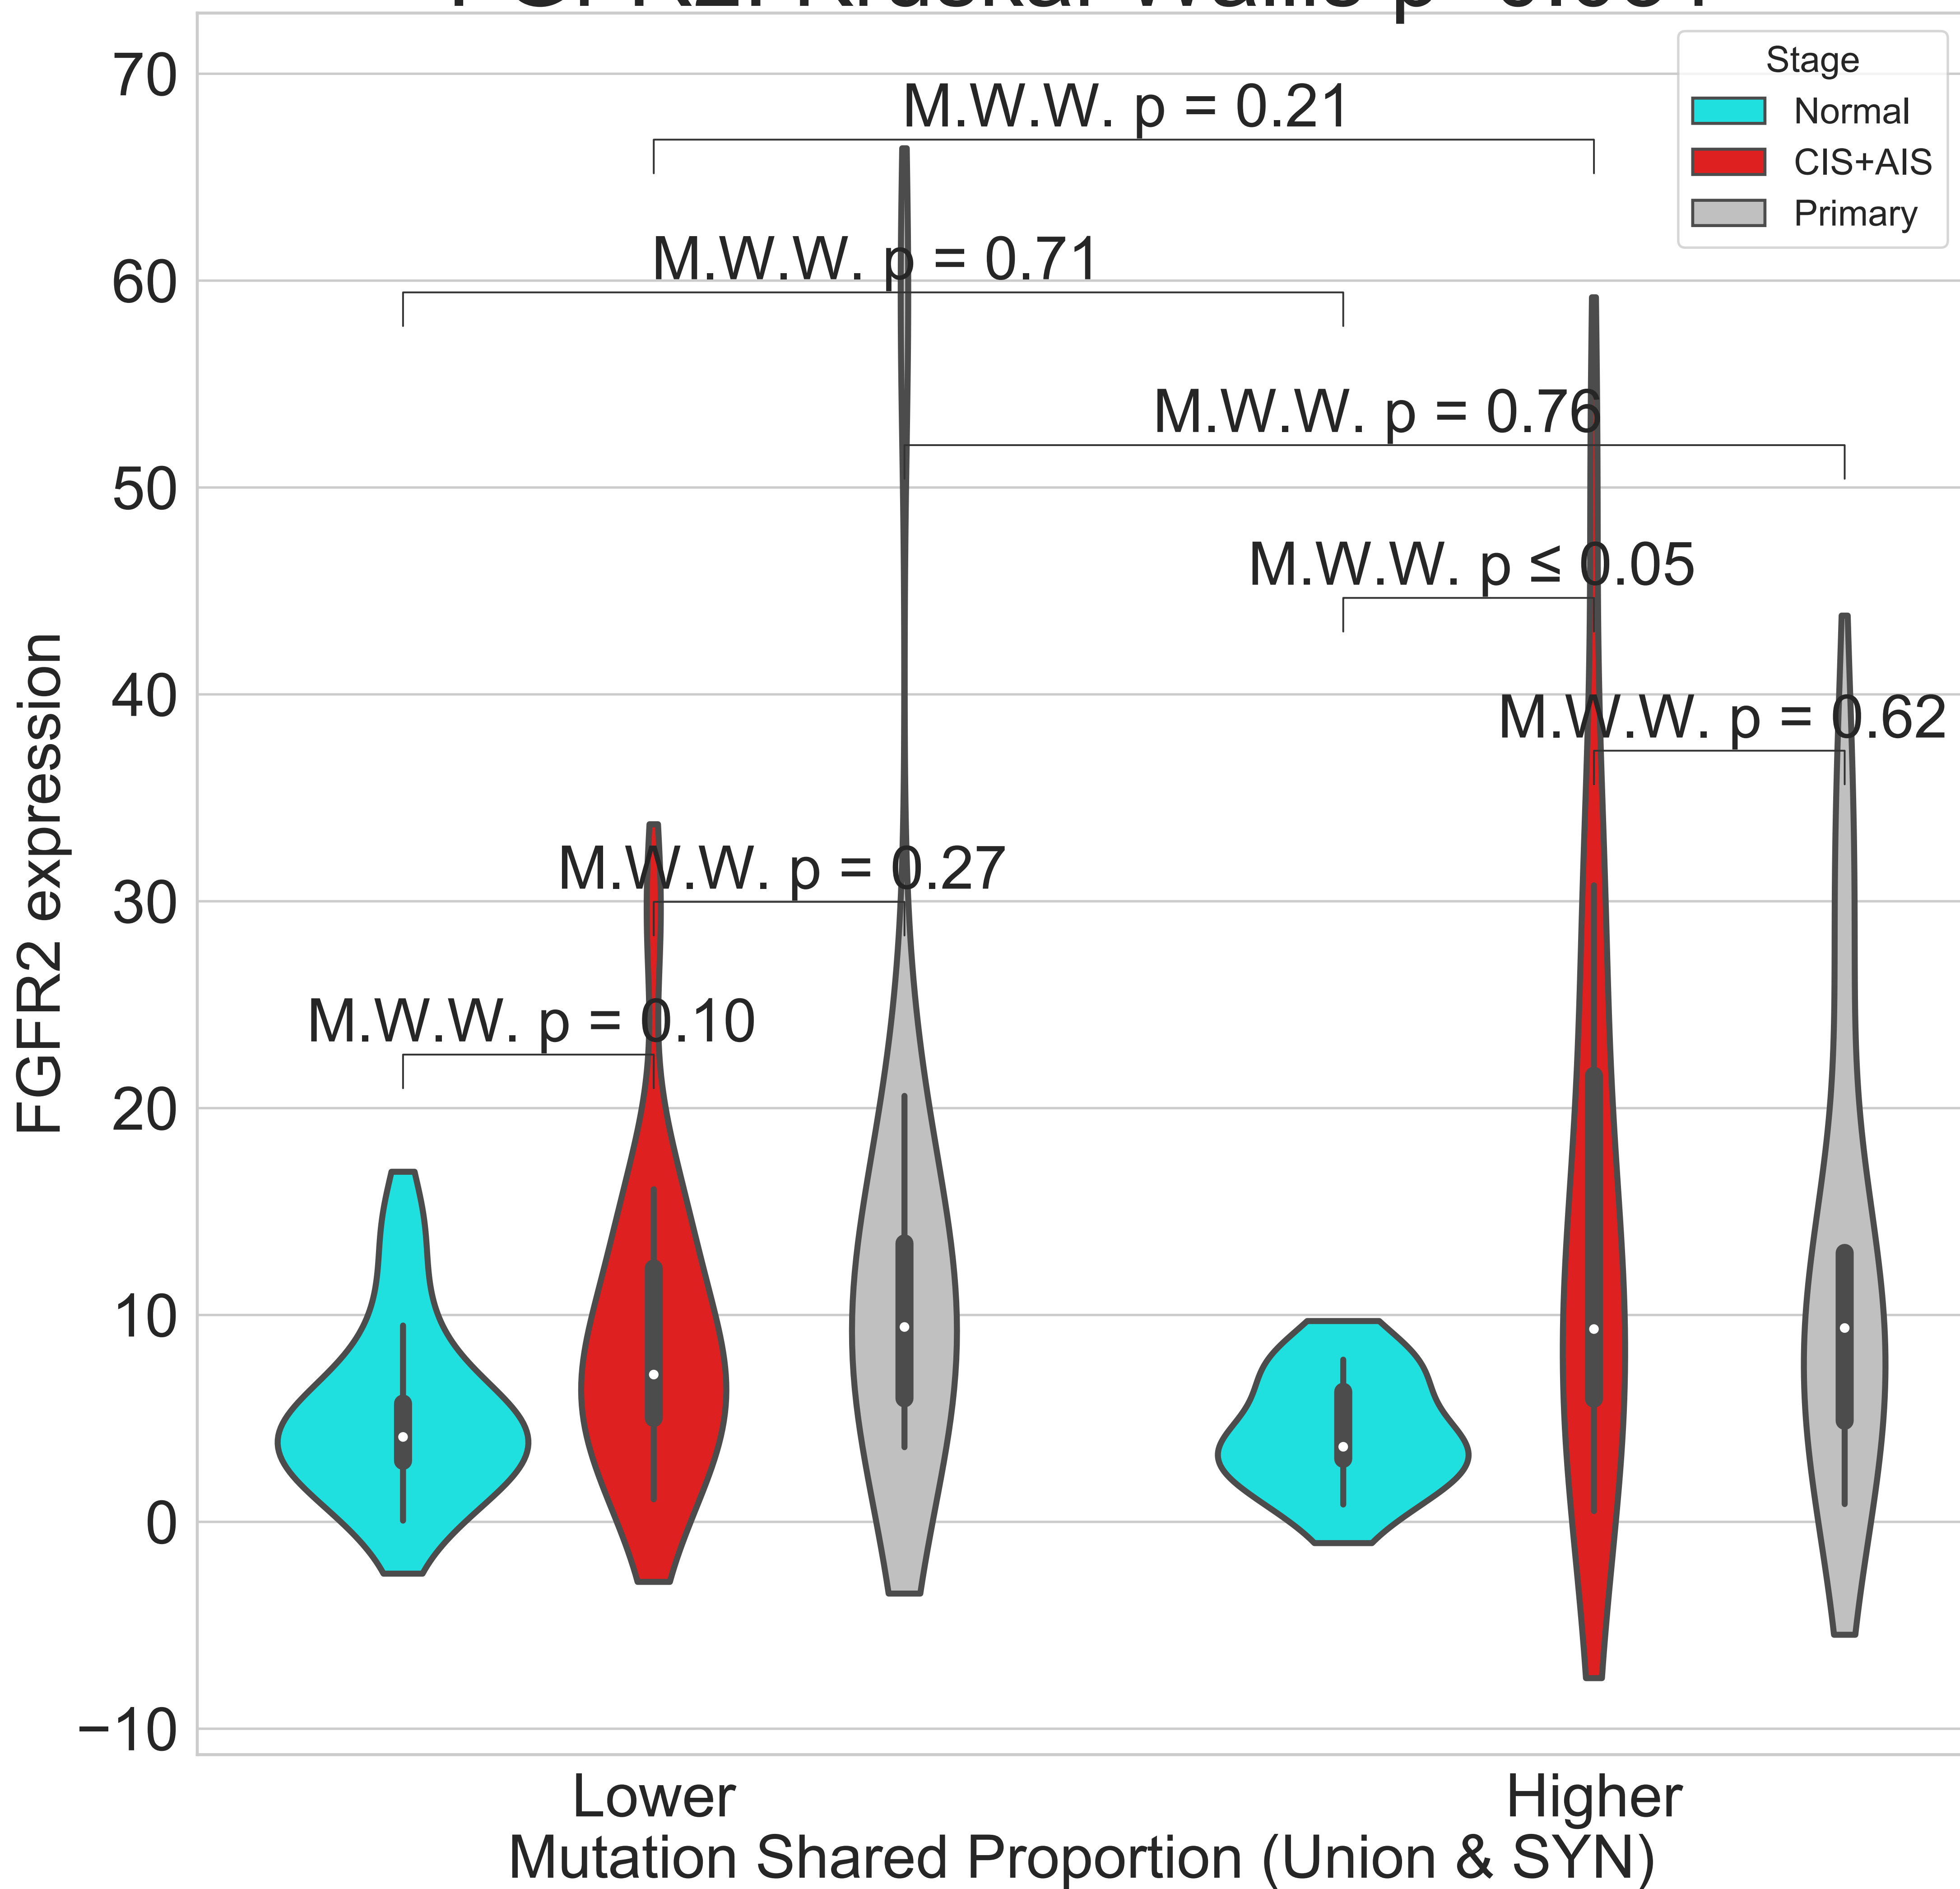 70
60
50
40
30
20
10
0
−10
FGFR2 expression
Stage
Normal
CIS+AIS
Primary
M.W.W. p = 0.21
M.W.W. p = 0.71
M.W.W. p = 0.76
M.W.W. p ≤ 0.05
M.W.W. p = 0.62
M.W.W. p = 0.27
M.W.W. p = 0.10
Lower
Higher
Mutation Shared Proportion (Union & SYN)